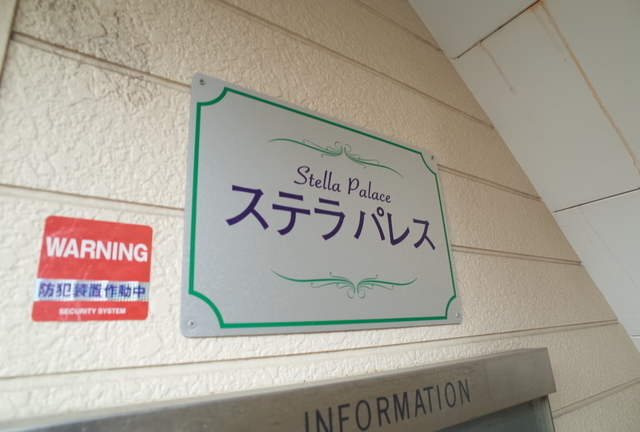 Stella Palace
ステラパレス
WARNING
防犯装置作動中
SECURITY SYSTEM
INFORMATION